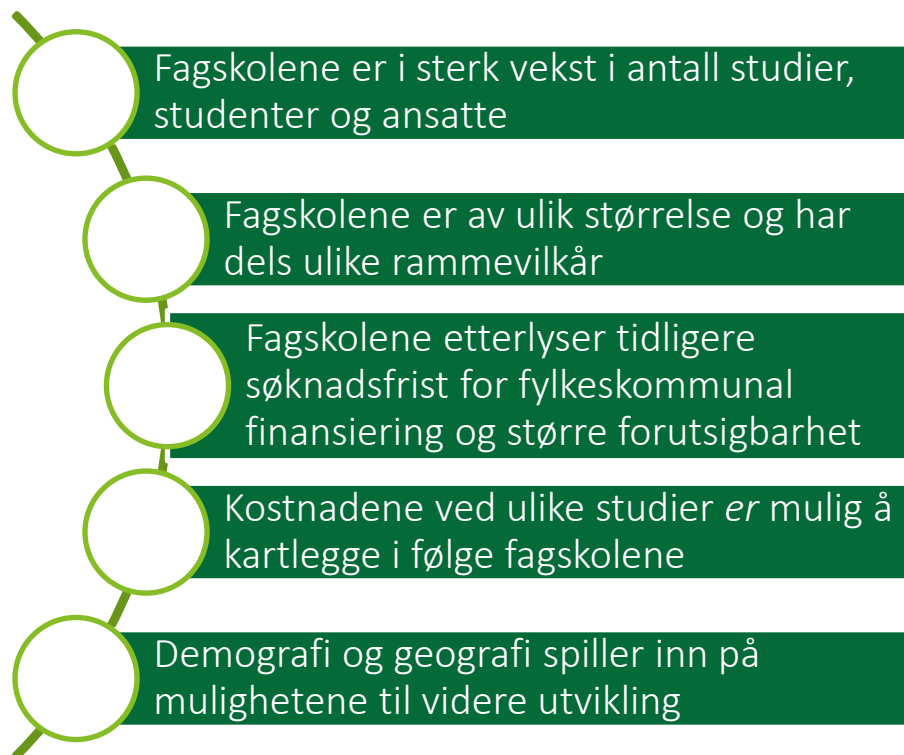 Fagskolene er i sterk vekst i antall studier,
studenter og ansatte
Fagskolene er av ulik størrelse og har
dels ulike rammevilkår
Fagskolene etterlyser tidligere
søknadsfrist for fylkeskommunal
finansiering og større forutsigbarhet
Kostnadene ved ulike studier er mulig å
kartlegge i følge fagskolene
Demografi og geografi spiller inn på
mulighetene til videre utvikling